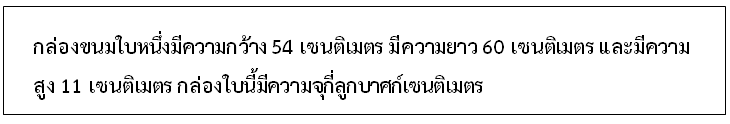 กล่องขนมใบหนึ่งมีความกว้าง 54 เซนติเมตร มีความยาว 60 เซนติเมตร และมีความ
สูง 11 เซนติเมตร กล่องใบนี้มีความจุกี่ลูกบาศก์เซนติเมตร